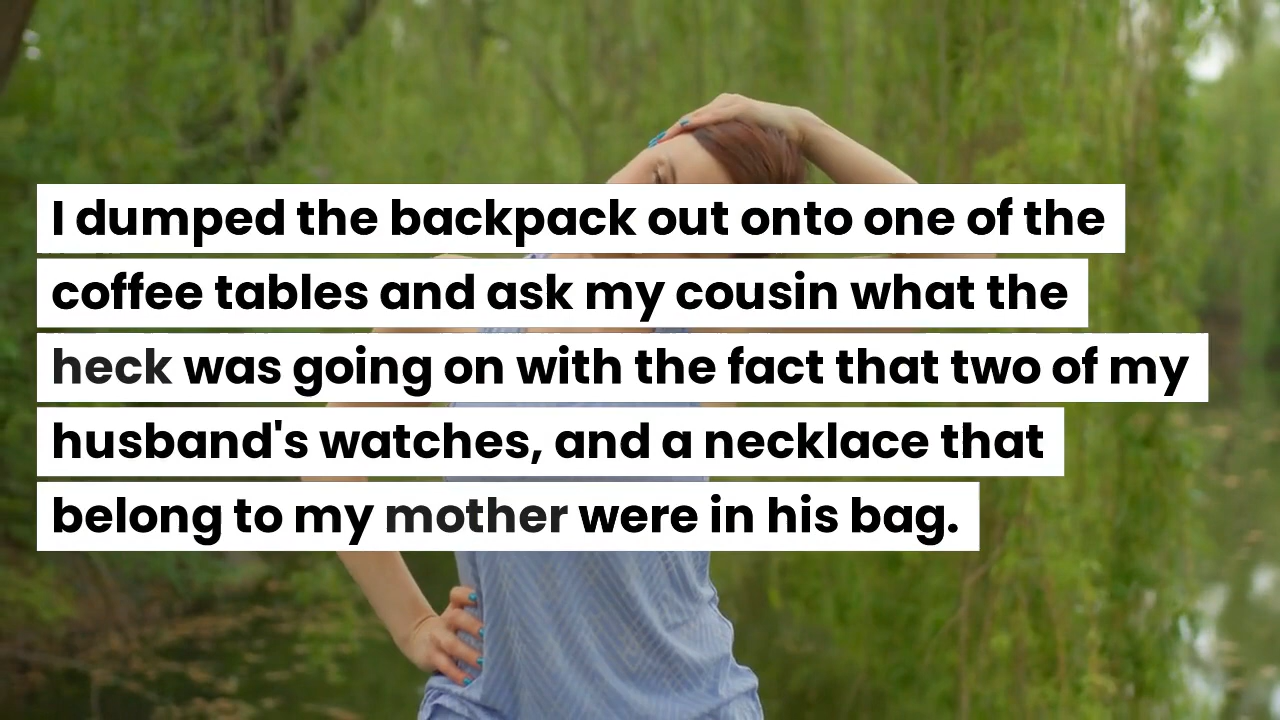 I dumped the backpack out onto one of the
coffee tables and ask my cousin what the
heck was going on with the fact that two of my
husband's watches, and a necklace that
belong to my mother were in his bag.